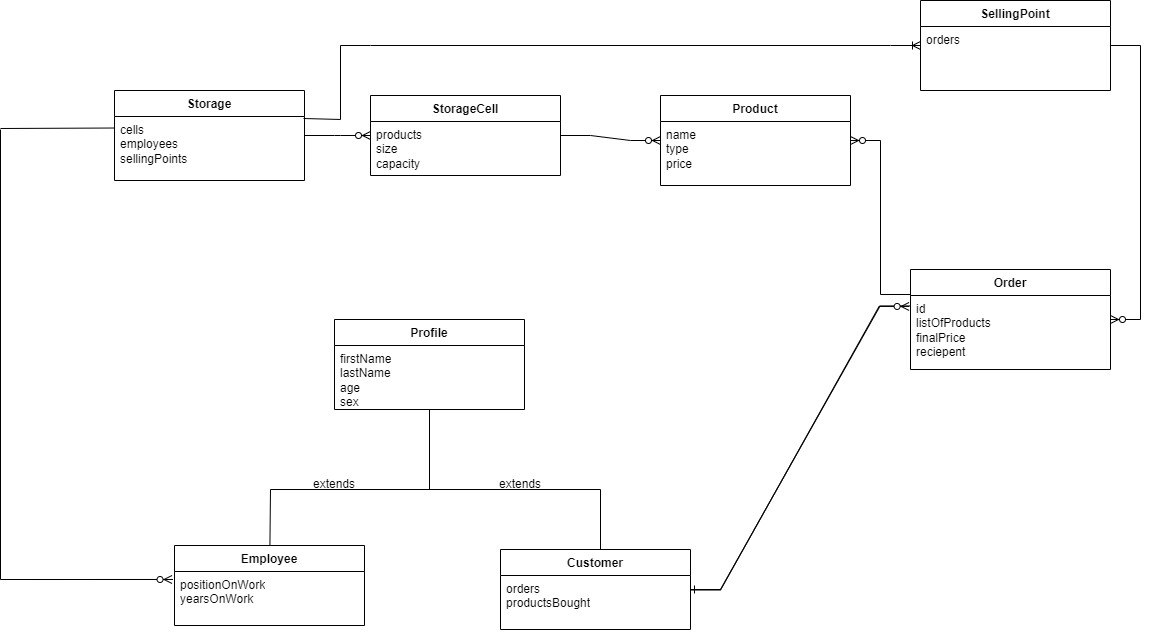 SellingPoint
orders
Storage
cells
employees
sellingPoints
StorageCell
products
size
capacity
Product
name
type
price
Order
id
listOfProducts
finalPrice
reciepent
Profile
firstName
lastName
age
sex
extends
extends
Employee
positionOnWork
yearsOnWork
Customer
orders
productsBought